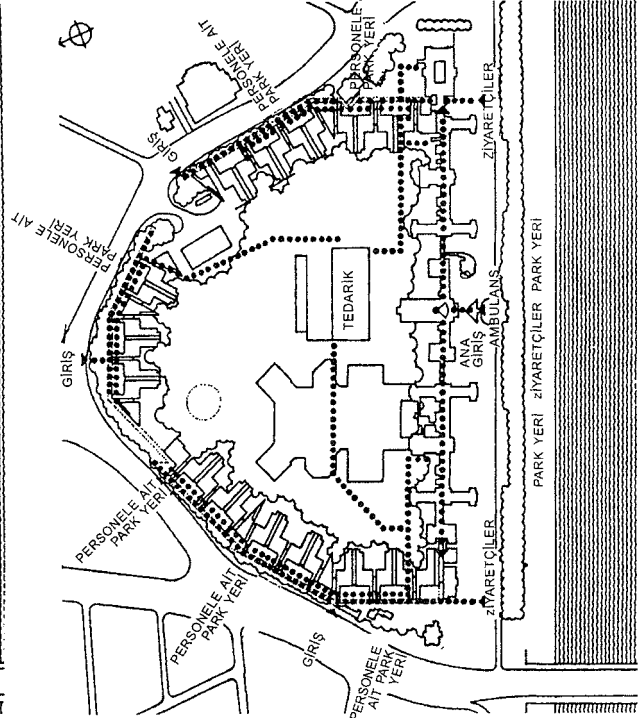 PERSONELE AİT
PARK YERİ
PERSONELE
PARK YERİ
GİRİŞ
ZİYARETÇİLER
PERSONELE AİT
PARK YERİ
TEDARİK
AMBULANS
ANA
GİRİŞ
PARK YERİ ZİYARETÇİLER PARK YERİ
GİRİŞ
PERSONELE AİT
PARK YERİ
PERSONELE AİT
PARK YERİ
GİRİŞ
PERSONELE
AİT PARK
YERİ
ZİYARETÇİLER